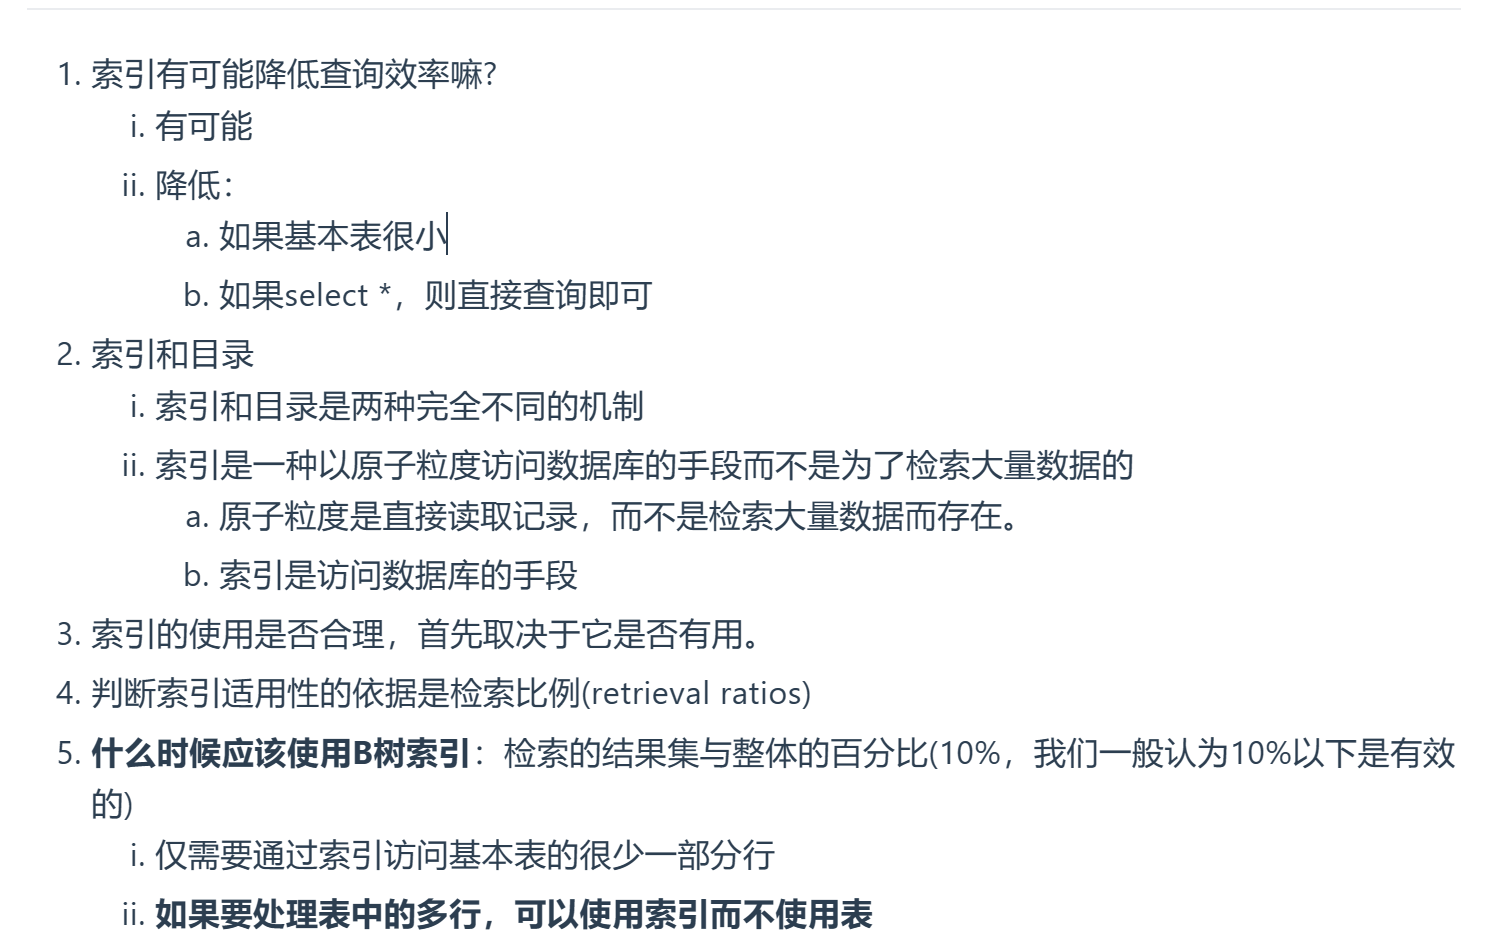 1. 索引有可能降低查询效率嘛?
i. 有可能
ii. 降低：
a. 如果基本表很小
b. 如果select *，则直接查询即可
2. 索引和目录
i. 索引和目录是两种完全不同的机制
ii. 索引是一种以原子粒度访问数据库的手段而不是为了检索大量数据的
a. 原子粒度是直接读取记录，而不是检索大量数据而存在。
b. 索引是访问数据库的手段
3. 索引的使用是否合理，首先取决于它是否有用。
4. 判断索引适用性的依据是检索比例(retrieval ratios)
5. 什么时候应该使用B树索引：检索的结果集与整体的百分比(10%，我们一般认为10%以下是有效
的)
i. 仅需要通过索引访问基本表的很少一部分行
ii. 如果要处理表中的多行，可以使用索引而不使用表